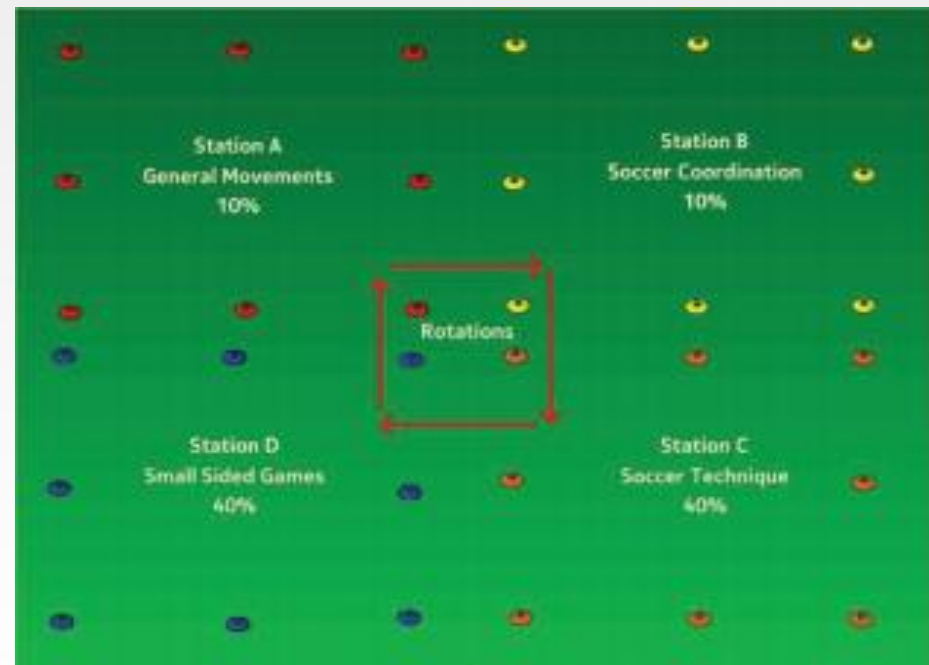 Station A
General Movements
10%
Station B
Soccer Coordination
10%
Rotations
Station D
Small Sided Games
40%
Station C
Soccer Technique
40%